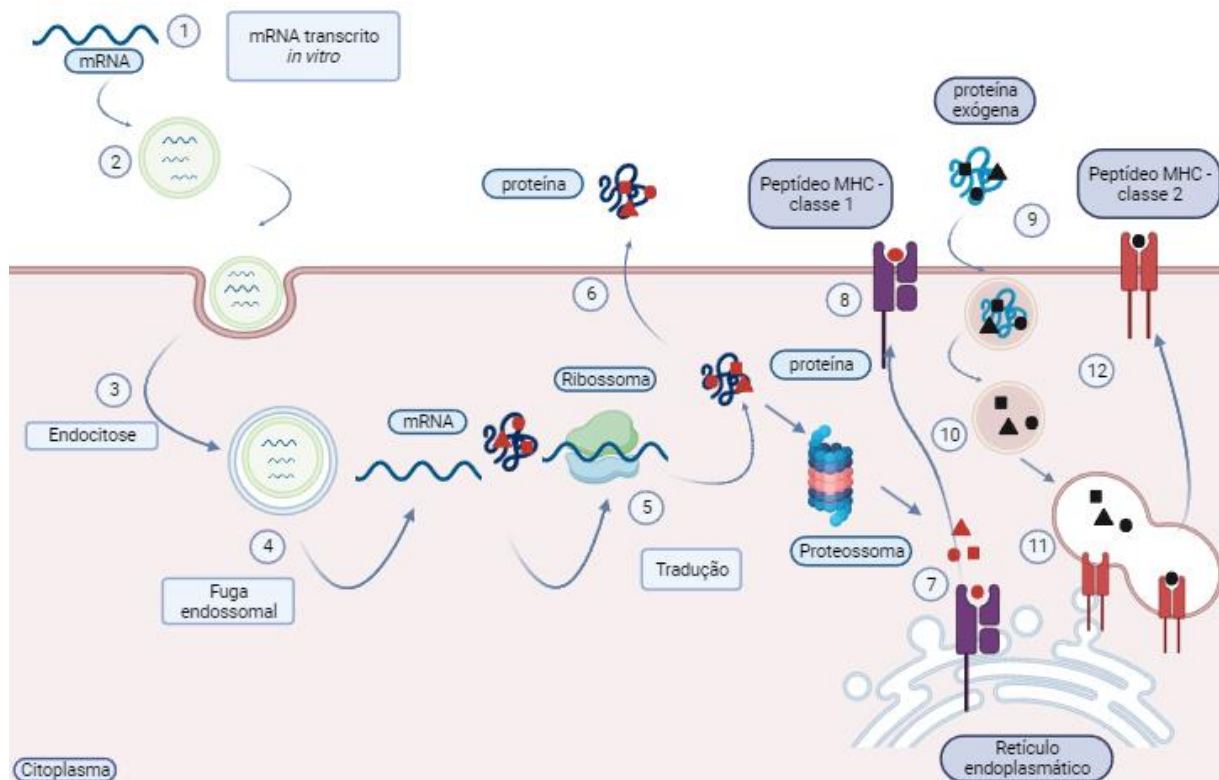 1
mRNA transcrito
in vitro
mRNA
2
proteína
exógena
proteína
Peptídeo MHC -
classe 1
Peptídeo MHC -
classe 2
9
6
8
3
Endocitose
mRNA
Ribossoma
proteína
12
10
4
5
Fuga
endossomal
Tradução
Proteossoma
7
11
Retículo
endoplasmático
Citoplasma